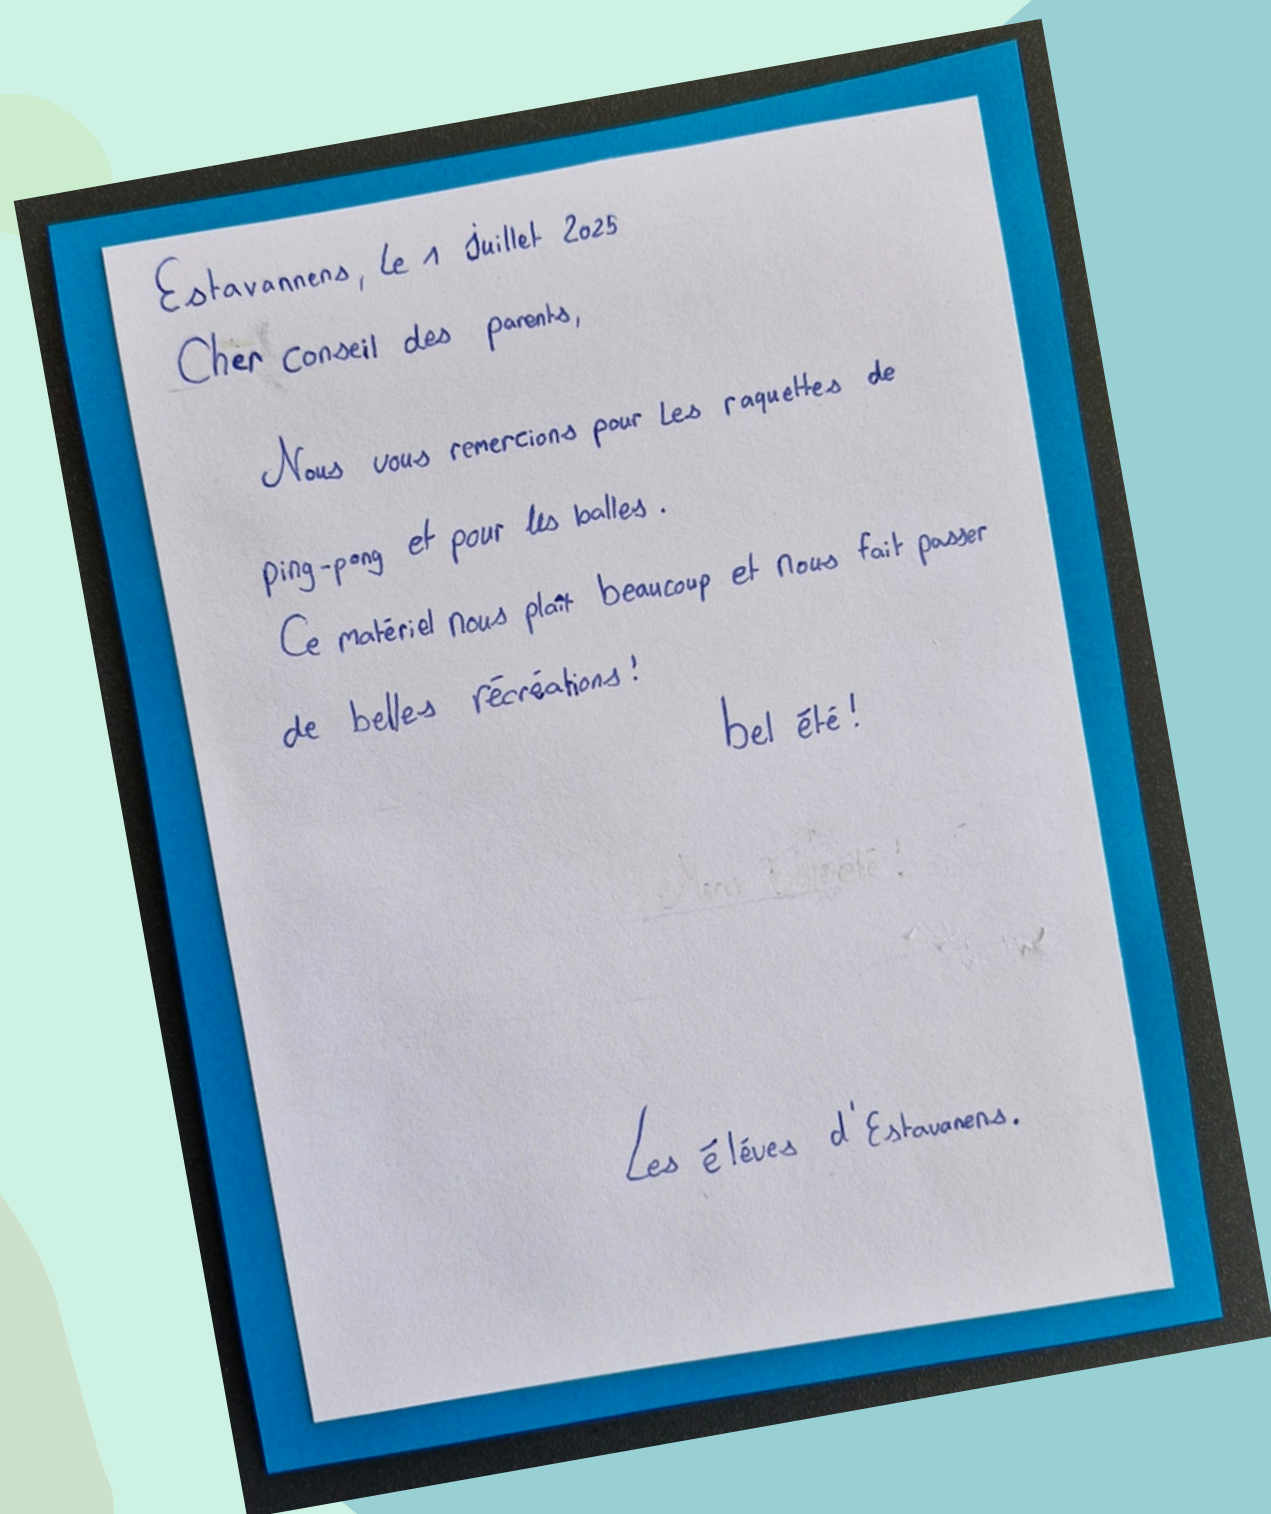 Estavannens, le 1 juillet 2025
Cher conseil des parents,
Nous vous remercions pour les raquettes de
ping-pong et pour les balles.
Ce matériel nous plaît beaucoup et nous fait passer
de belles récréations!
bel été!
Les éléves d'Estavanens.